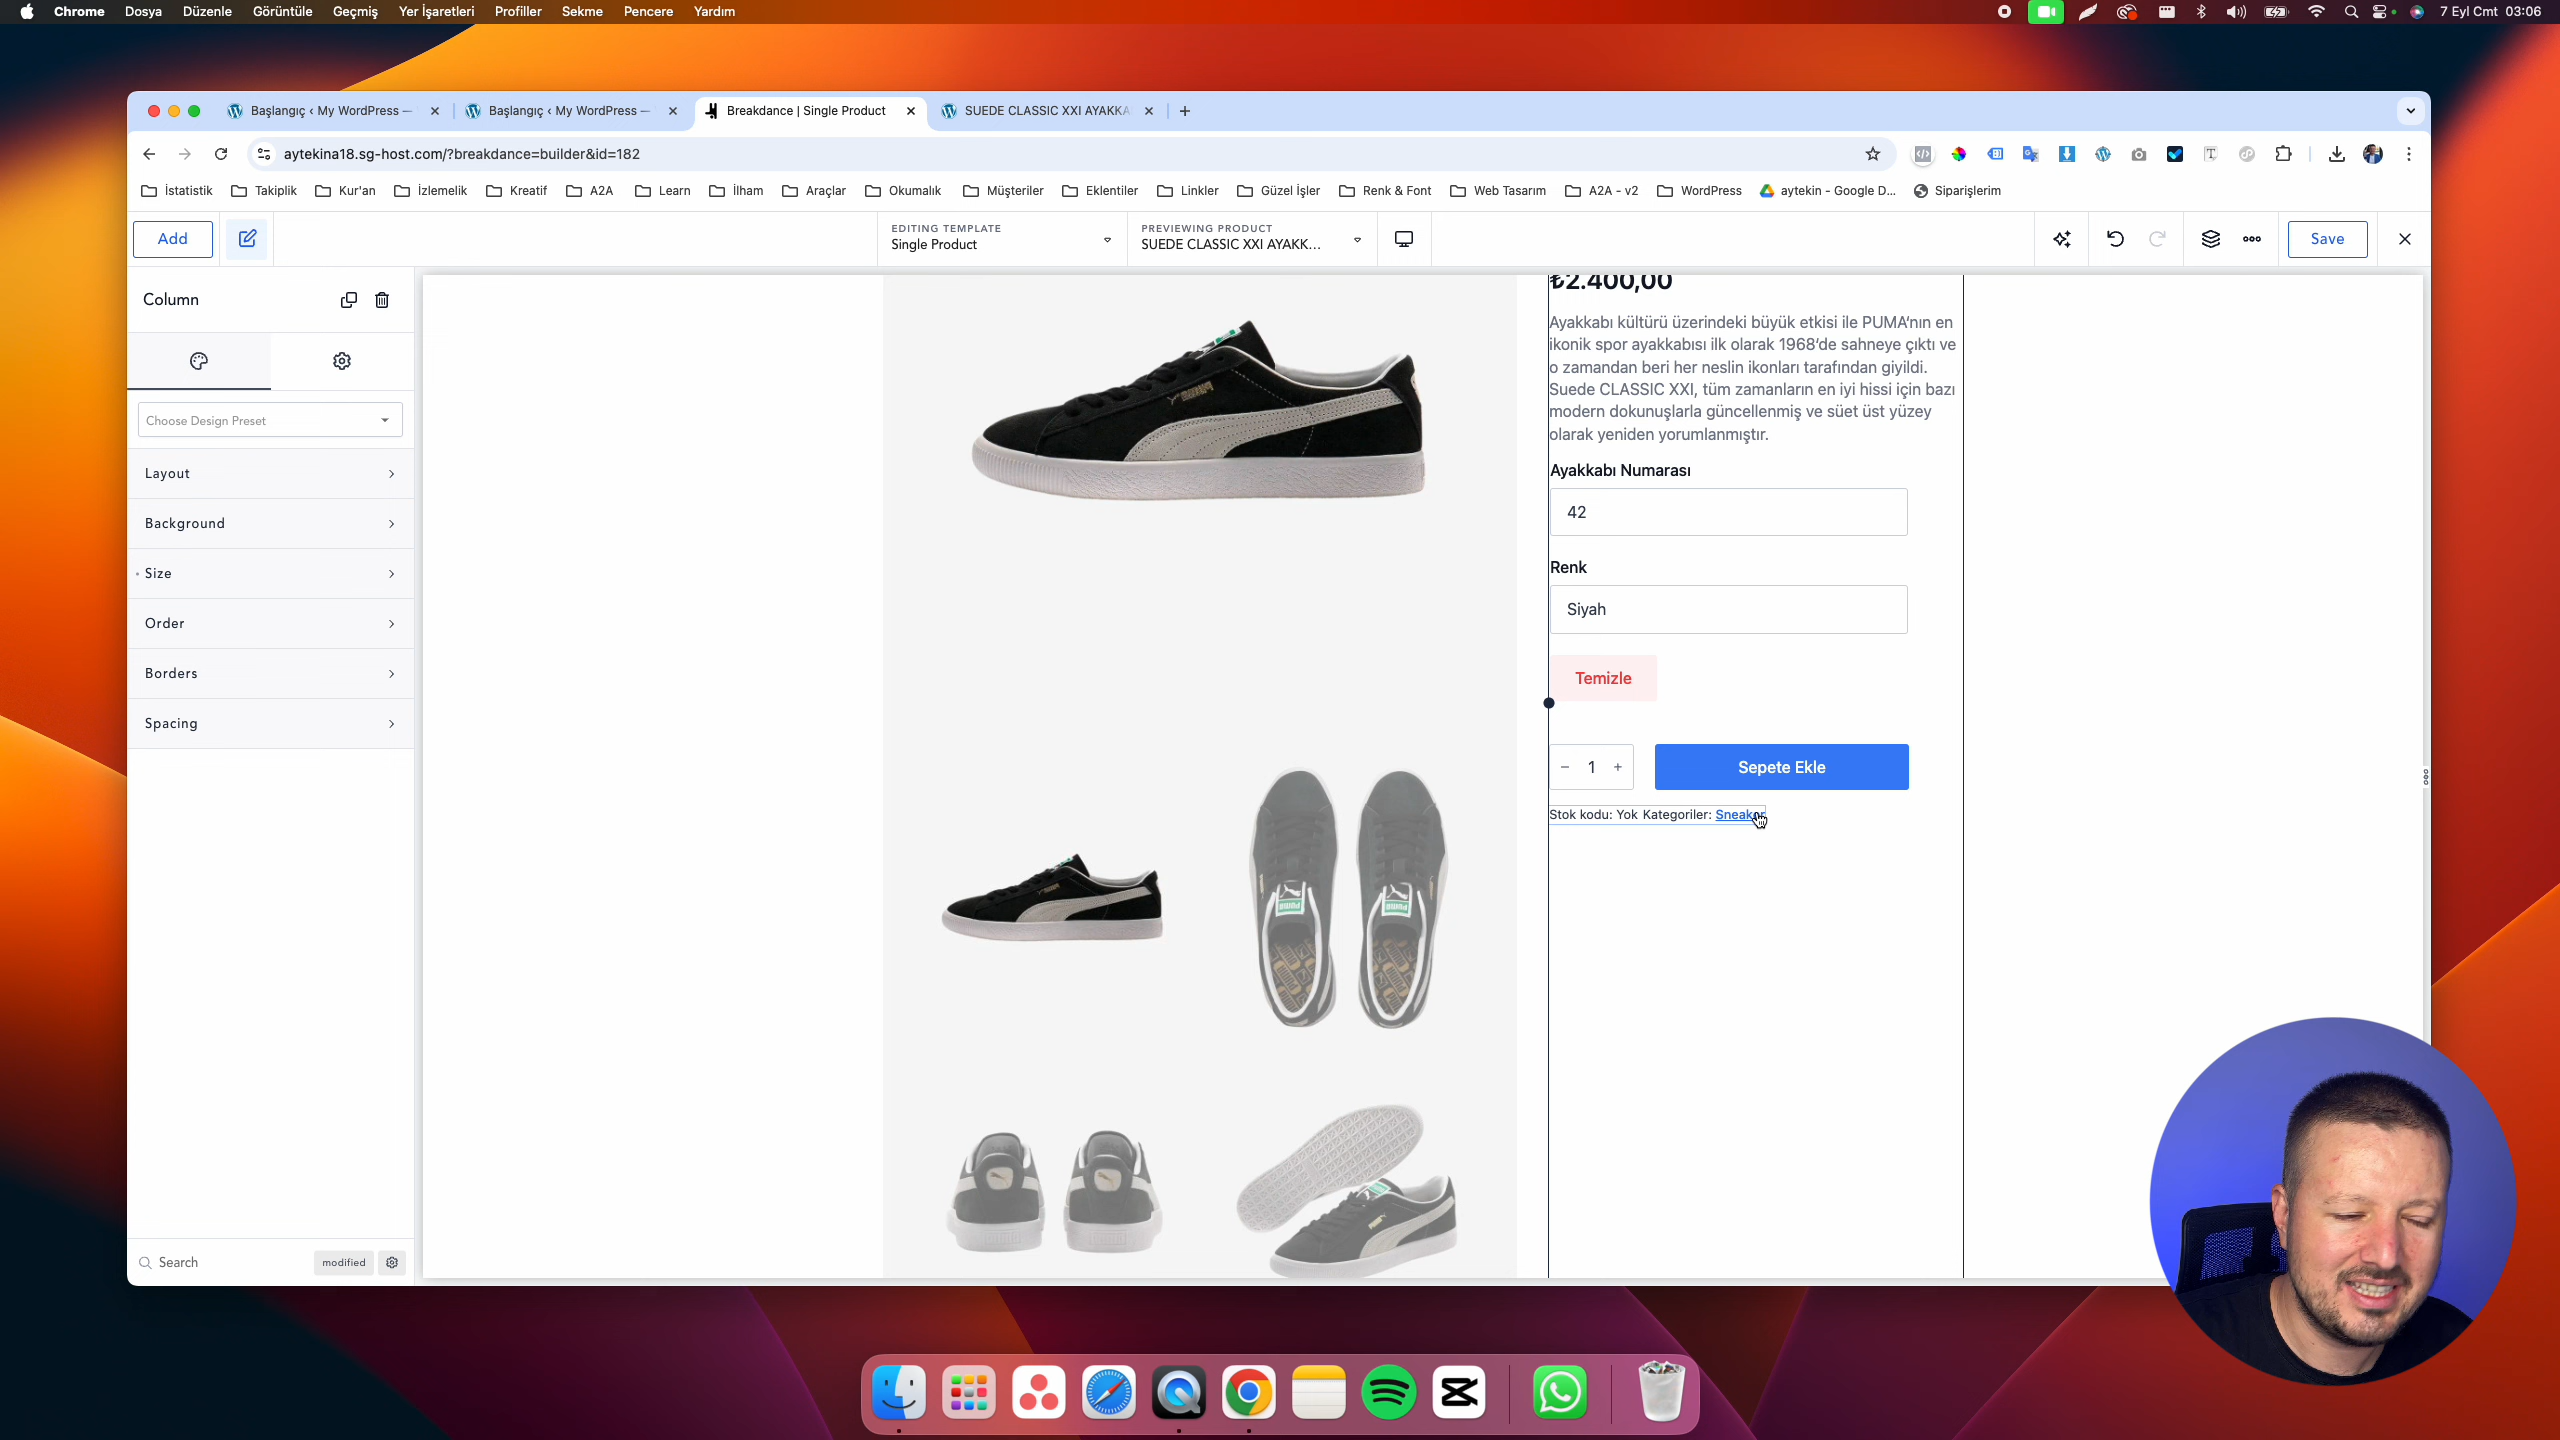 Chrome Dosya Düzenle Görüntüle Geçmiş Yer İşaretleri Profiller Sekme Pencere Yardım
7 Eyl Cmt 03:06
Başlangıç ‹ My WordPress —
Başlangıç ‹ My WordPress —
Breakdance | Single Product
SUEDE CLASSIC XXI AYAKKA
aytekina18.sg-host.com/?breakdance=builder&id=182
İstatistik Takiplik Kur'an İzlemelik Kreatif A2A Learn İlham Araçlar Okumalık Müşteriler Eklentiler Linkler Güzel İşler Renk & Font Web Tasarım A2A - v2 WordPress aytekin - Google D... Siparişlerim
Add
EDITING TEMPLATE
Single Product
PREVIEWING PRODUCT
SUEDE CLASSIC XXI AYAKK...
Save
Column
Choose Design Preset
Layout
Background
Size
Order
Borders
Spacing
Search
modified
₺2.400,00
Ayakkabı kültürü üzerindeki büyük etkisi ile PUMA'nın en
ikonik spor ayakkabısı ilk olarak 1968'de sahneye çıktı ve
o zamandan beri her neslin ikonları tarafından giyildi.
Suede CLASSIC XXI, tüm zamanların en iyi hissi için bazı
modern dokunuşlarla güncellenmiş ve süet üst yüzey
olarak yeniden yorumlanmıştır.
Ayakkabı Numarası
42
Renk
Siyah
Temizle
− 1 +
Sepete Ekle
Stok kodu: Yok Kategoriler: Sneaker